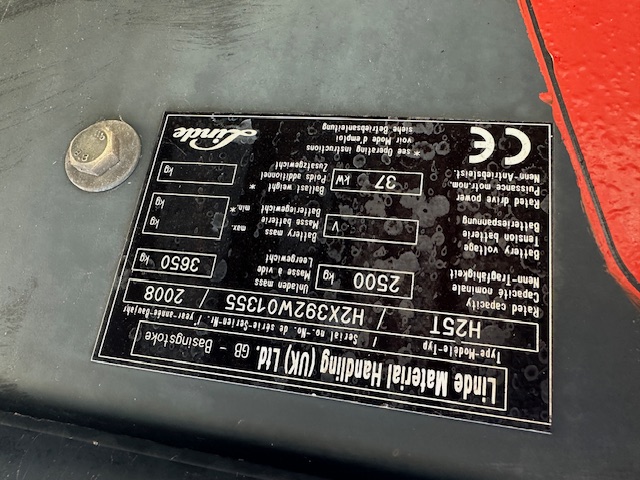 Linde Material Handling (UK) Ltd. GB - Basingstoke
Type-Modèle-Typ / Serial no.-No. de série-Serien-Nr. / year-année-Baujahr
H25T / H2X392W01355 / 2008
Rated capacity
Capacité nominale
Nenn-Tragfähigkeit
2500 kg
Unladen mass
Masse à vide
Leergewicht
3650 kg
Battery voltage
Tension batterie
Batteriespannung
V
Battery mass
Masse batterie
Batteriegewicht
max.
min. *
kg
kg
Rated drive power
Puissance motr.nom.
Nenn-Antriebsleist.
37 kW
Ballast weight *
Poids additionnel
Zusatzgewicht
kg
CE
* see Operating instructions
voir Mode d'emploi
siehe Betriebsanleitung
Linde